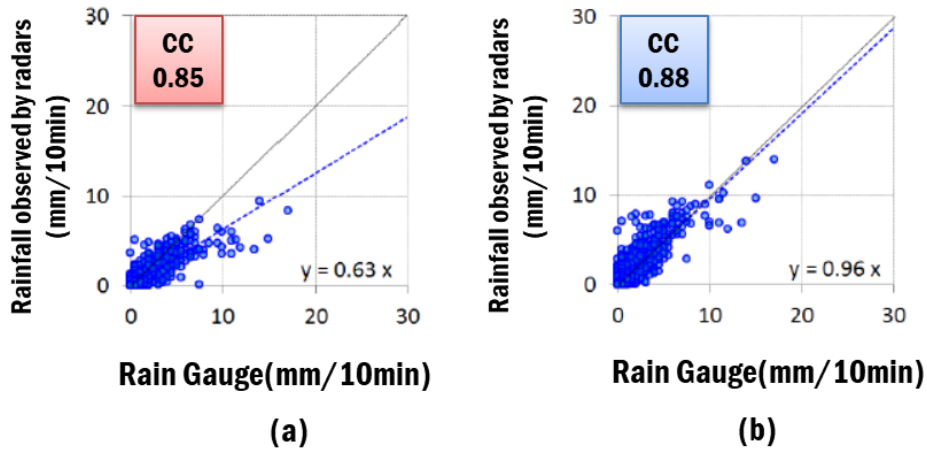 Rainfall observed by radars
(mm/10min)
30
20
10
0
CC
0.85
y = 0.63 x
0 10 20 30
Rain Gauge(mm/10min)
(a)
Rainfall observed by radars
(mm/10min)
30
20
10
0
CC
0.88
y = 0.96 x
0 10 20 30
Rain Gauge(mm/10min)
(b)